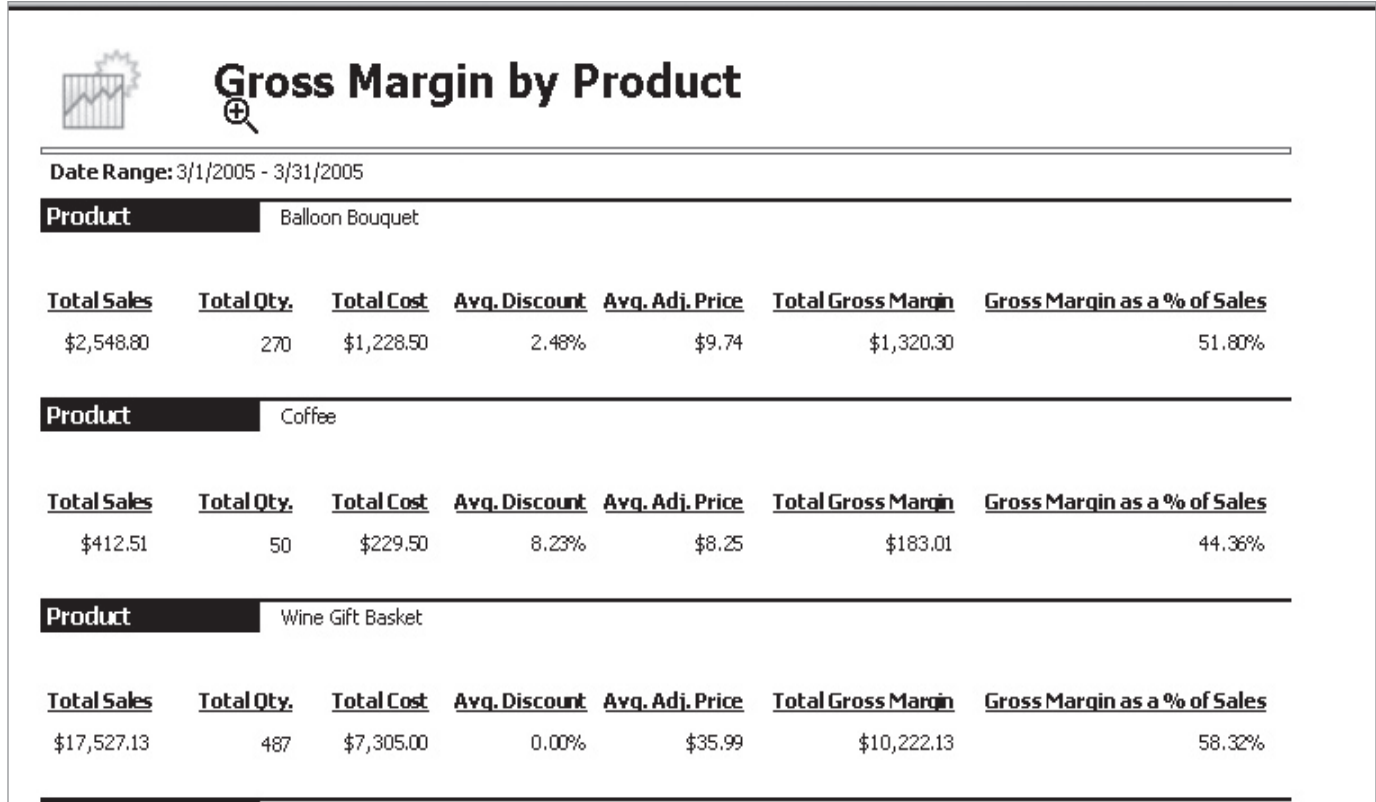 Gross Margin by Product
Date Range: 3/1/2005 - 3/31/2005
Product Balloon Bouquet
Total Sales Total Qty. Total Cost Avg. Discount Avg. Adj. Price Total Gross Margin Gross Margin as a % of Sales
$2,548.80 270 $1,228.50 2.48% $9.74 $1,320.30 51.80%
Product Coffee
Total Sales Total Qty. Total Cost Avg. Discount Avg. Adj. Price Total Gross Margin Gross Margin as a % of Sales
$412.51 50 $229.50 8.23% $8.25 $183.01 44.36%
Product Wine Gift Basket
Total Sales Total Qty. Total Cost Avg. Discount Avg. Adj. Price Total Gross Margin Gross Margin as a % of Sales
$17,527.13 487 $7,305.00 0.00% $35.99 $10,222.13 58.32%